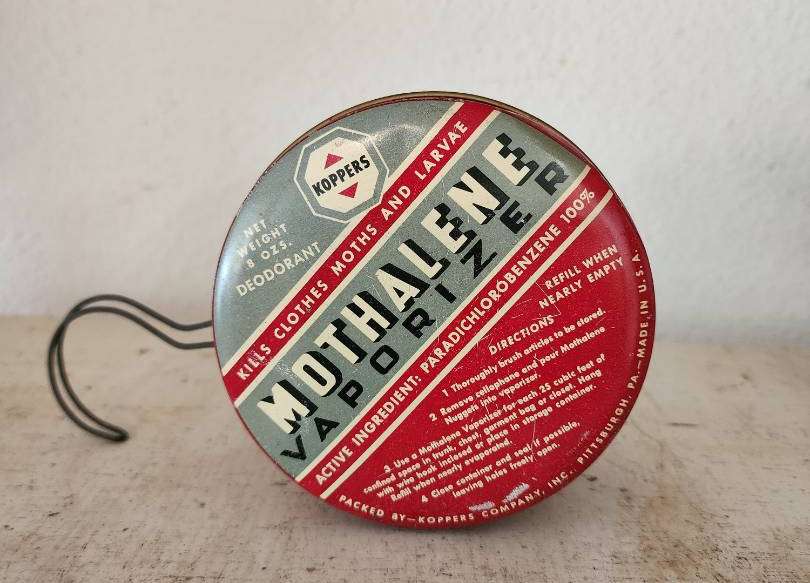 KOPPERS
NET
WEIGHT
8 OZS.
DEODORANT
KILLS CLOTHES MOTHS AND LARVAE
MOTHALENE
VAPORIZER
ACTIVE INGREDIENT: PARADICHLOROBENZENE 100%
REFILL WHEN
NEARLY EMPTY
DIRECTIONS
1 Thoroughly brush articles to be stored.
2 Remove cellophane and pour Mothalene
Nuggets into vaporizer.
3 Use a Mothalene Vaporizer for each 25 cubic feet of
confined space in trunk, chest, garment bag or closet. Hang
with wire hook inclosed or place in storage container.
Refill when nearly evaporated.
4 Close container and seal if possible,
leaving holes freely open.
PACKED BY—KOPPERS COMPANY, INC., PITTSBURGH, PA.—MADE IN U.S.A.